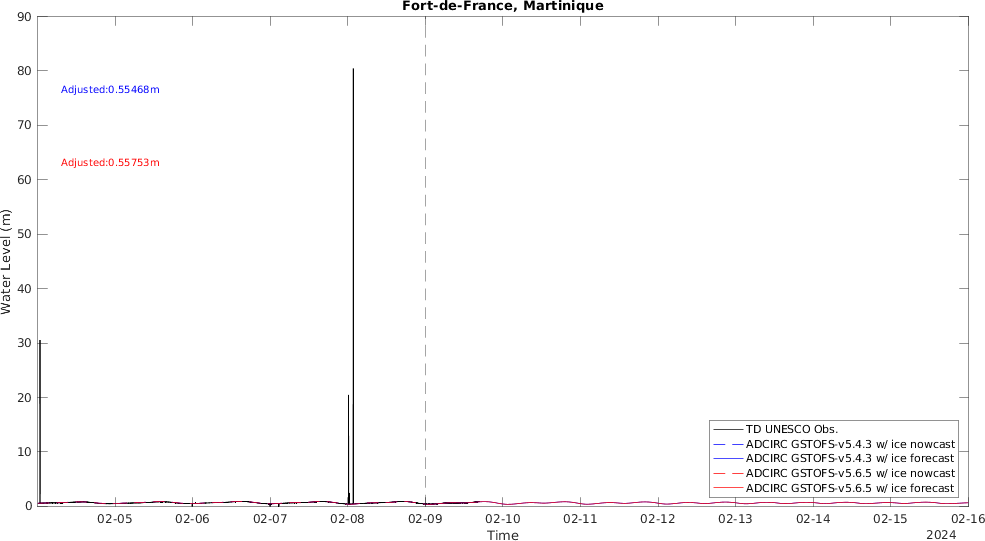 Fort-de-France, Martinique
90
80
70
60
50
40
30
20
10
0
Water Level (m)
Adjusted:0.55468m
Adjusted:0.55753m
TD UNESCO Obs.
ADCIRC GSTOFS-v5.4.3 w/ ice nowcast
ADCIRC GSTOFS-v5.4.3 w/ ice forecast
ADCIRC GSTOFS-v5.6.5 w/ ice nowcast
ADCIRC GSTOFS-v5.6.5 w/ ice forecast
02-05 02-06 02-07 02-08 02-09 02-10 02-11 02-12 02-13 02-14 02-15 02-16
Time
2024